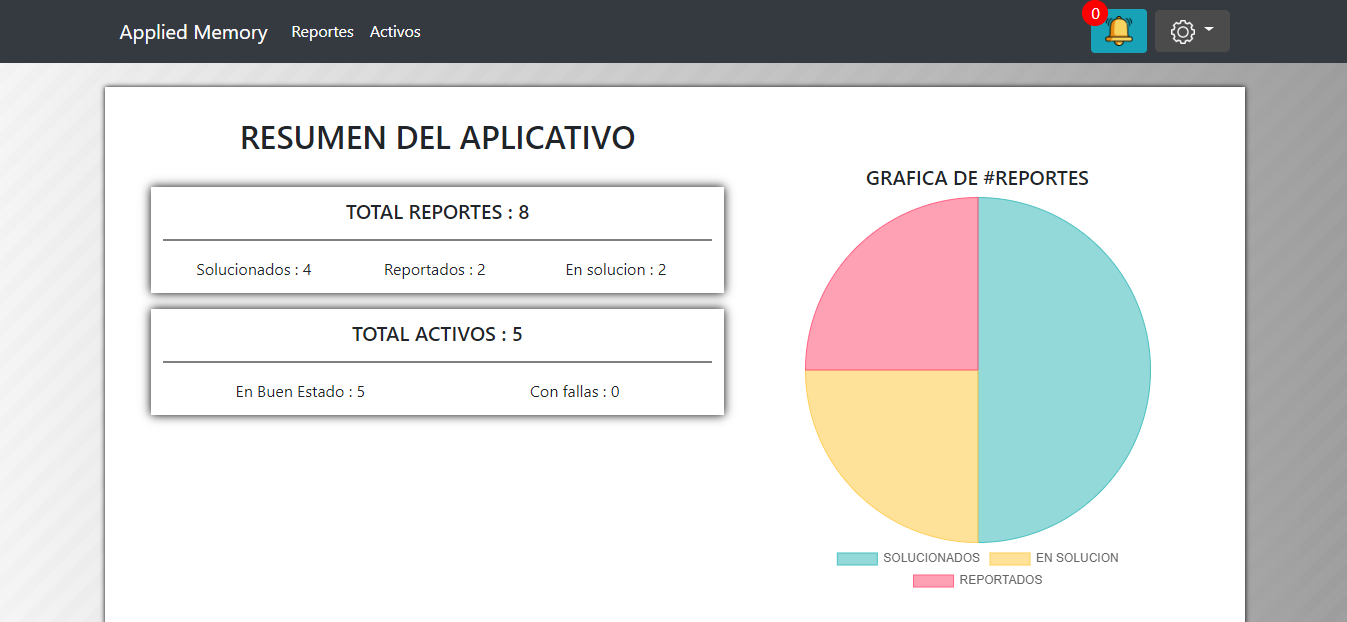 Applied Memory Reportes Activos 0
RESUMEN DEL APLICATIVO
TOTAL REPORTES : 8
Solucionados : 4 Reportados : 2 En solucion : 2
TOTAL ACTIVOS : 5
En Buen Estado : 5 Con fallas : 0
GRAFICA DE #REPORTES
SOLUCIONADOS EN SOLUCION
REPORTADOS